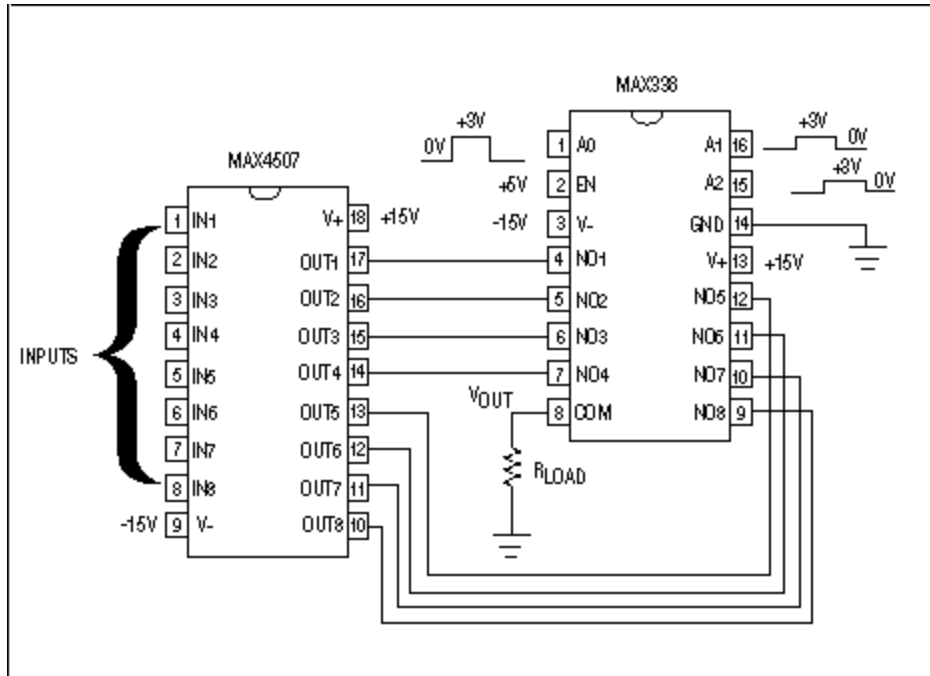 MAX338
+3V
0V
1 A0
A1 16
+3V
0V
MAX4507
+5V
2 EN
A2 15
+3V
0V
1 IN1
V+ 18
+15V
-15V
3 V-
GND 14
2 IN2
OUT1 17
4 NO1
V+ 13
+15V
3 IN3
OUT2 16
5 NO2
NO5 12
4 IN4
OUT3 15
6 NO3
NO6 11
INPUTS
5 IN5
OUT4 14
7 NO4
NO7 10
6 IN6
OUT5 13
VOUT
8 COM
NO8 9
7 IN7
OUT6 12
RLOAD
8 IN8
OUT7 11
-15V
9 V-
OUT8 10